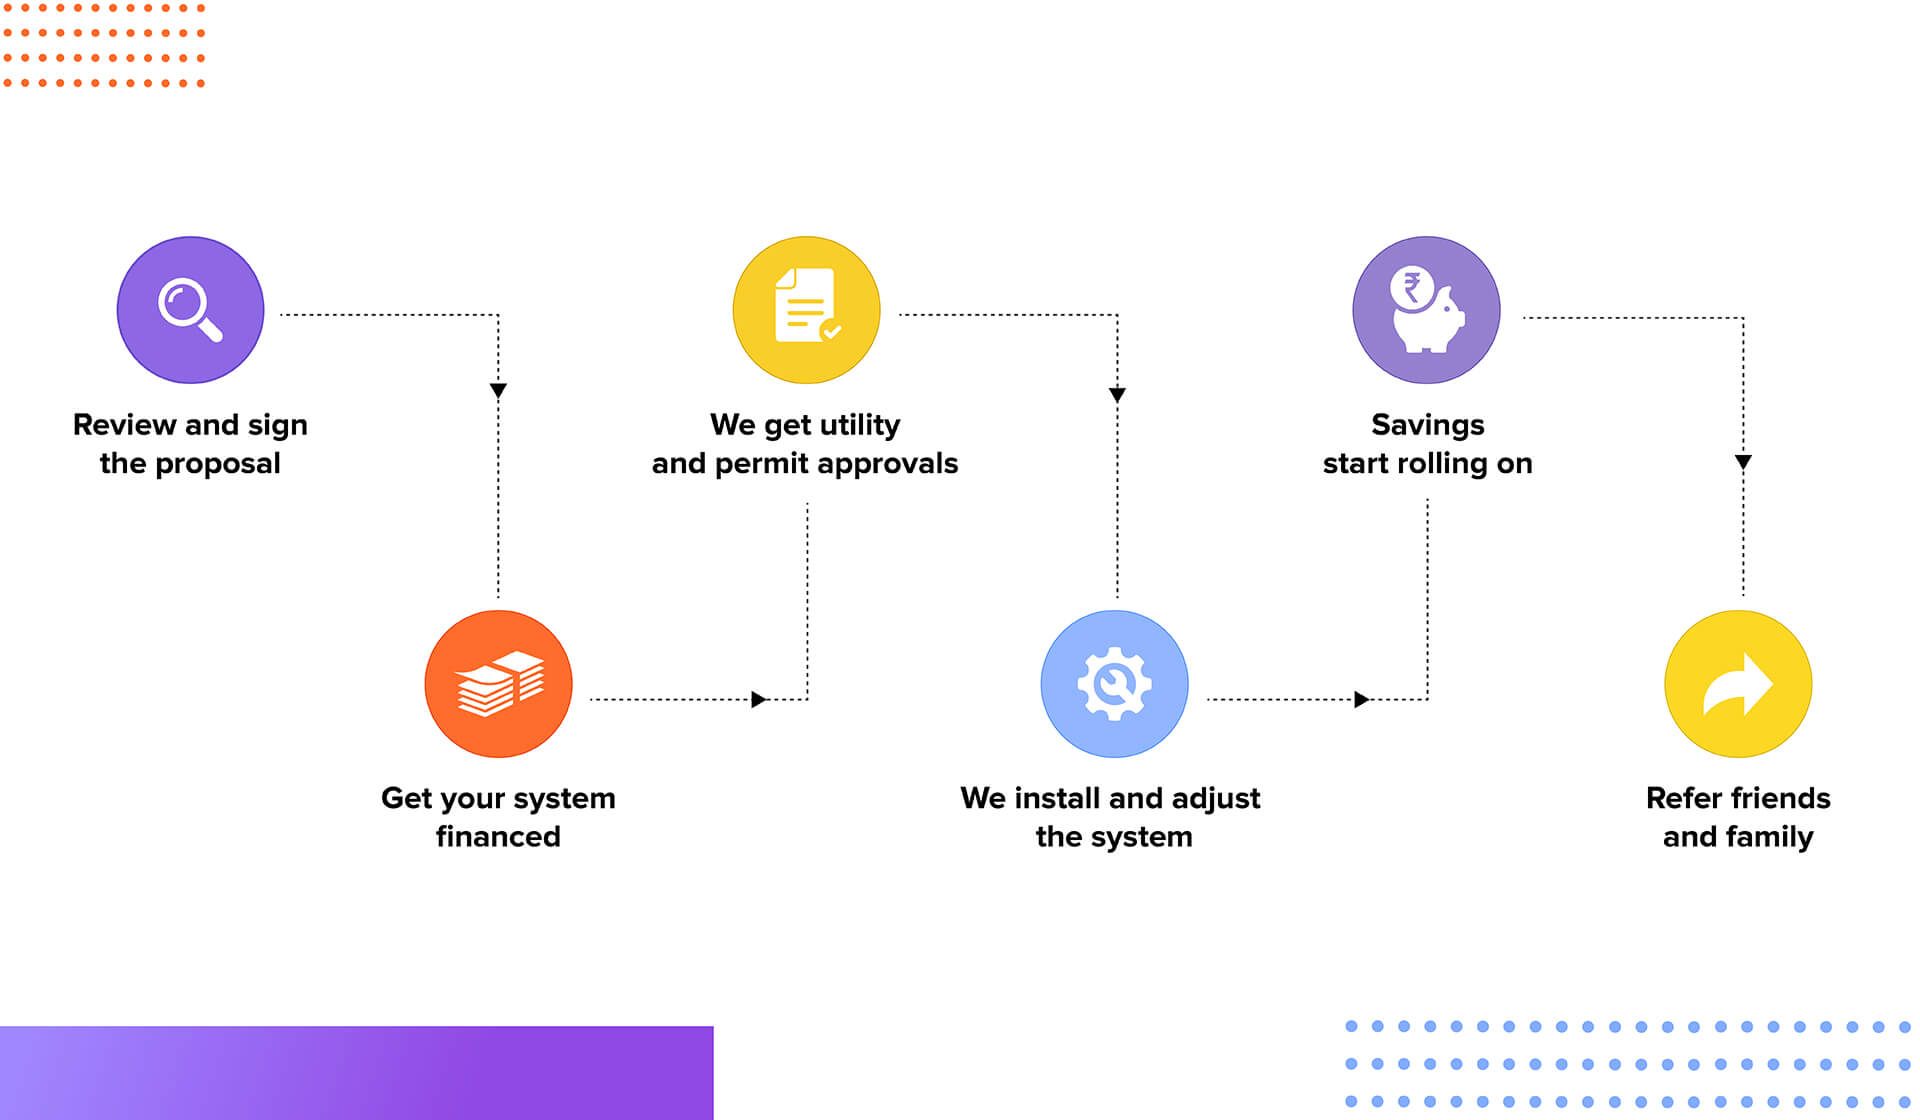 Review and sign
the proposal
Get your system
financed
We get utility
and permit approvals
We install and adjust
the system
₹
Savings
start rolling on
Refer friends
and family